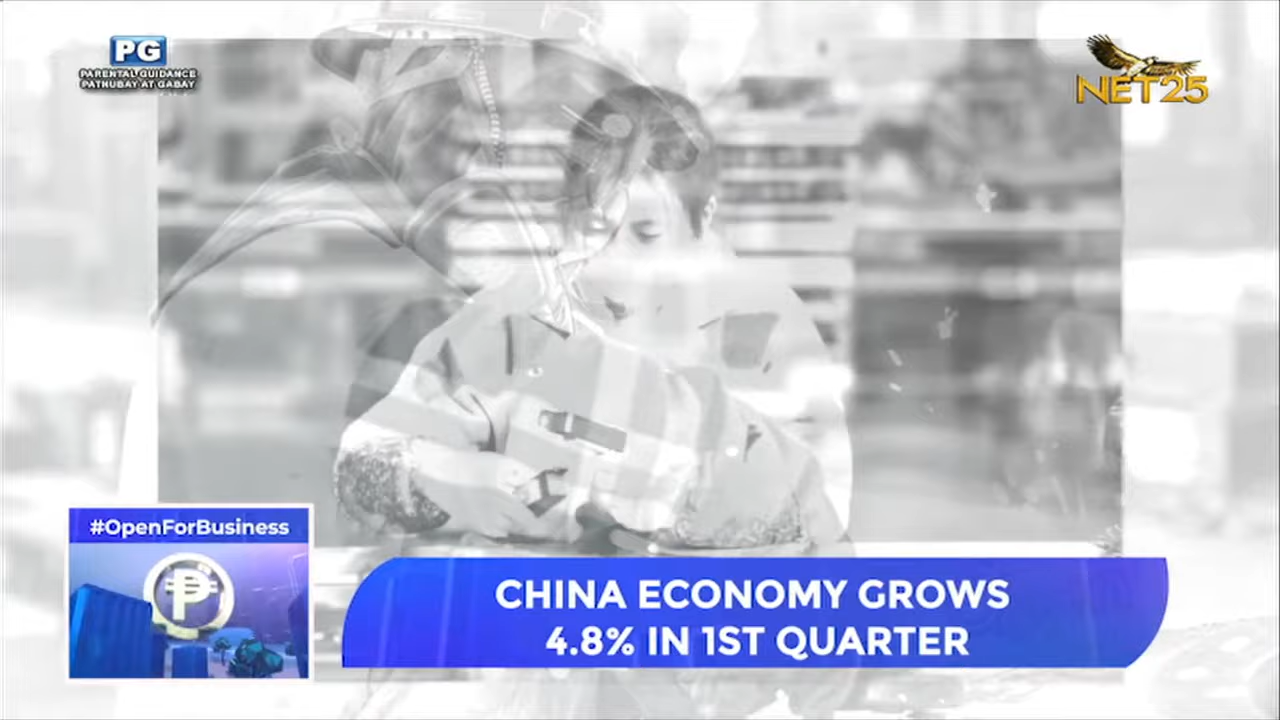 PG
PARENTAL GUIDANCE
PATNUBAY AT GABAY
NET25
#OpenForBusiness
₱
CHINA ECONOMY GROWS
4.8% IN 1ST QUARTER